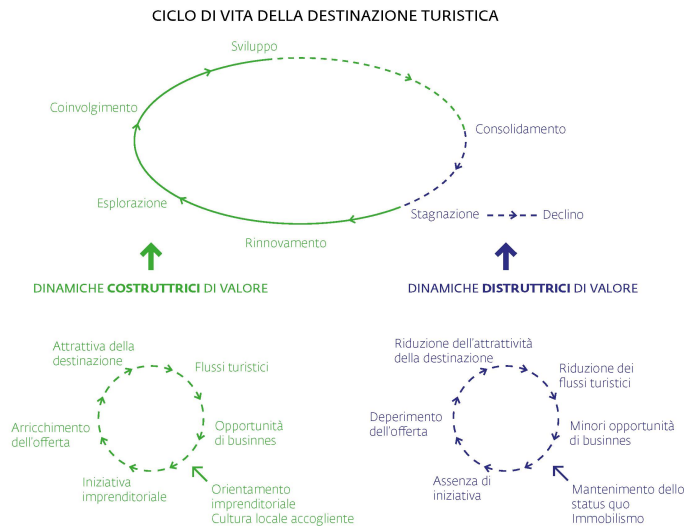 CICLO DI VITA DELLA DESTINAZIONE TURISTICA
Sviluppo
Coinvolgimento
Consolidamento
Esplorazione
Stagnazione
Declino
Rinnovamento
DINAMICHE COSTRUTTRICI DI VALORE
DINAMICHE DISTRUTTRICI DI VALORE
Attrattiva della
destinazione
Flussi turistici
Opportunità
di businnes
Orientamento
imprenditoriale
Cultura locale accogliente
Iniziativa
imprenditoriale
Arricchimento
dell'offerta
Riduzione dell'attrattività
della destinazione
Riduzione dei
flussi turistici
Minori opportunità
di businnes
Mantenimento dello
status quo
Immobilismo
Assenza di
iniziativa
Deperimento
dell'offerta